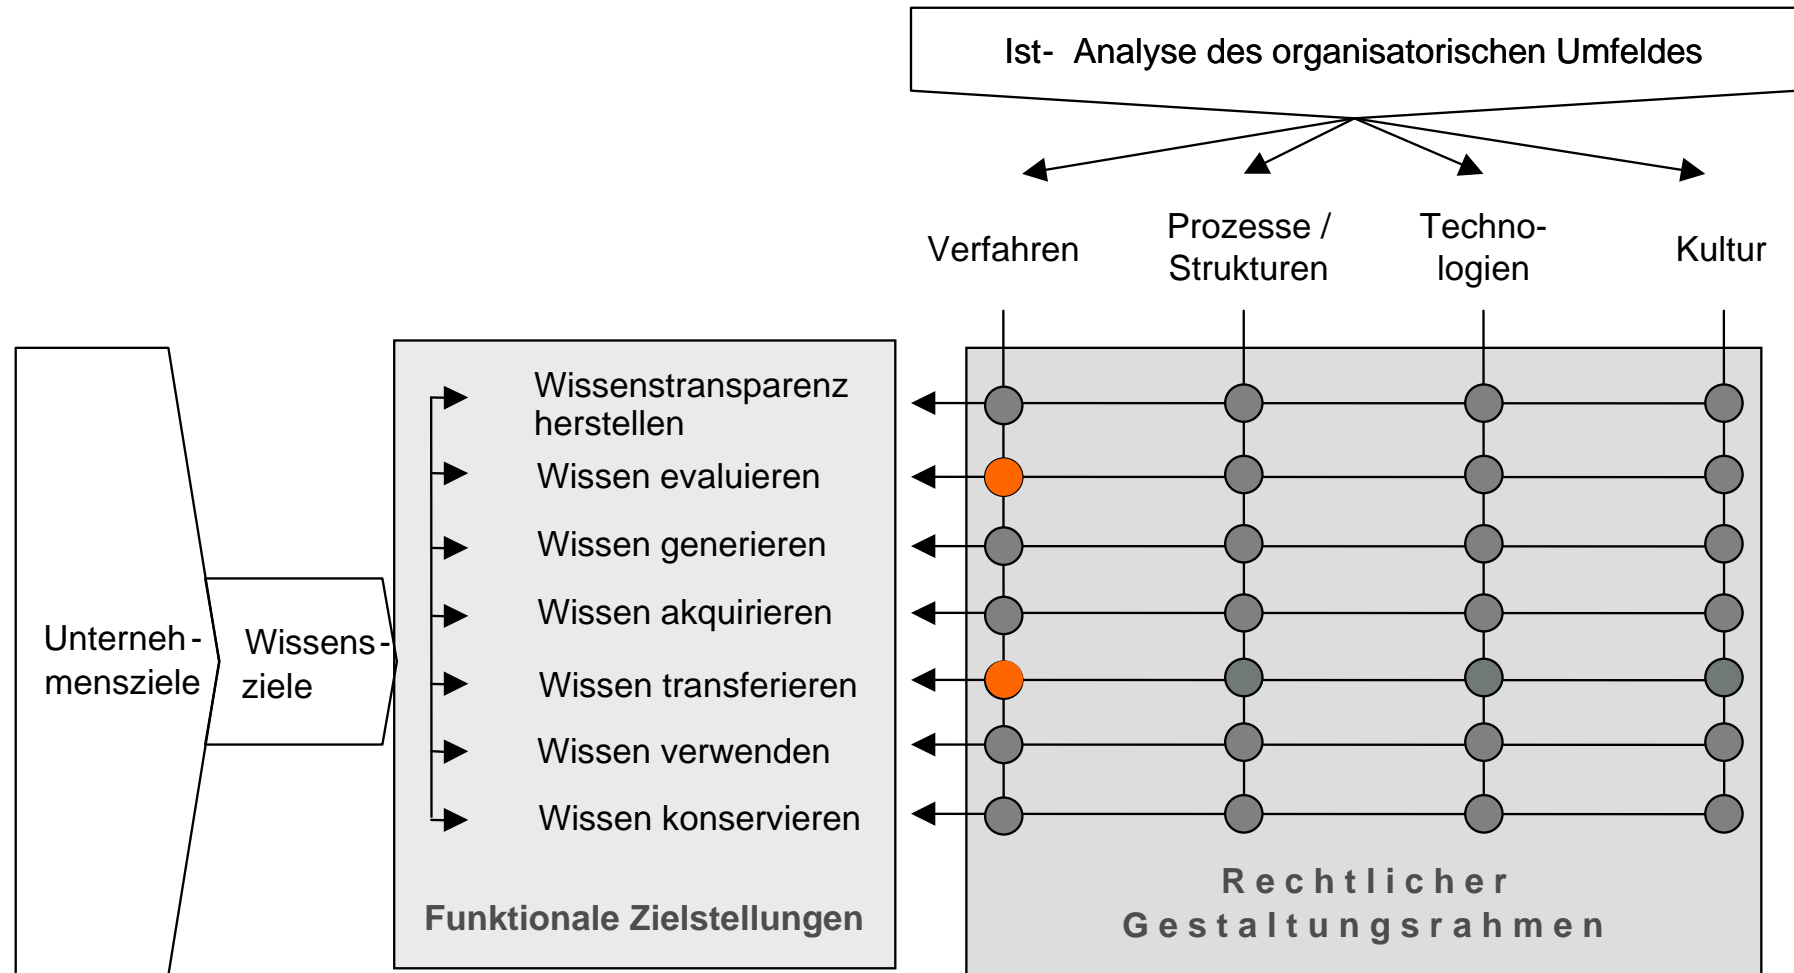 Ist- Analyse des organisatorischen Umfeldes
Verfahren
Prozesse /
Strukturen
Techno-
logien
Kultur
Unterneh-
mensziele
Wissens-
ziele
Wissenstransparenz
herstellen
Wissen evaluieren
Wissen generieren
Wissen akquirieren
Wissen transferieren
Wissen verwenden
Wissen konservieren
Funktionale Zielstellungen
Rechtlicher
Gestaltungsrahmen